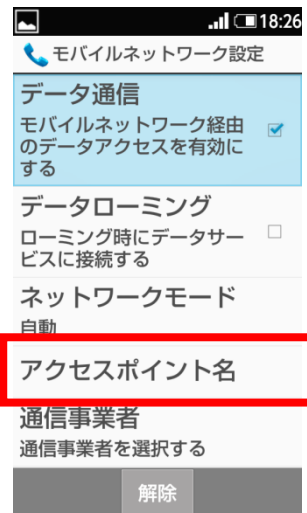 18:26
モバイルネットワーク設定
データ通信
モバイルネットワーク経由
のデータアクセスを有効に
する
データローミング
ローミング時にデータサー
ビスに接続する
ネットワークモード
自動
アクセスポイント名
通信事業者
通信事業者を選択する
解除